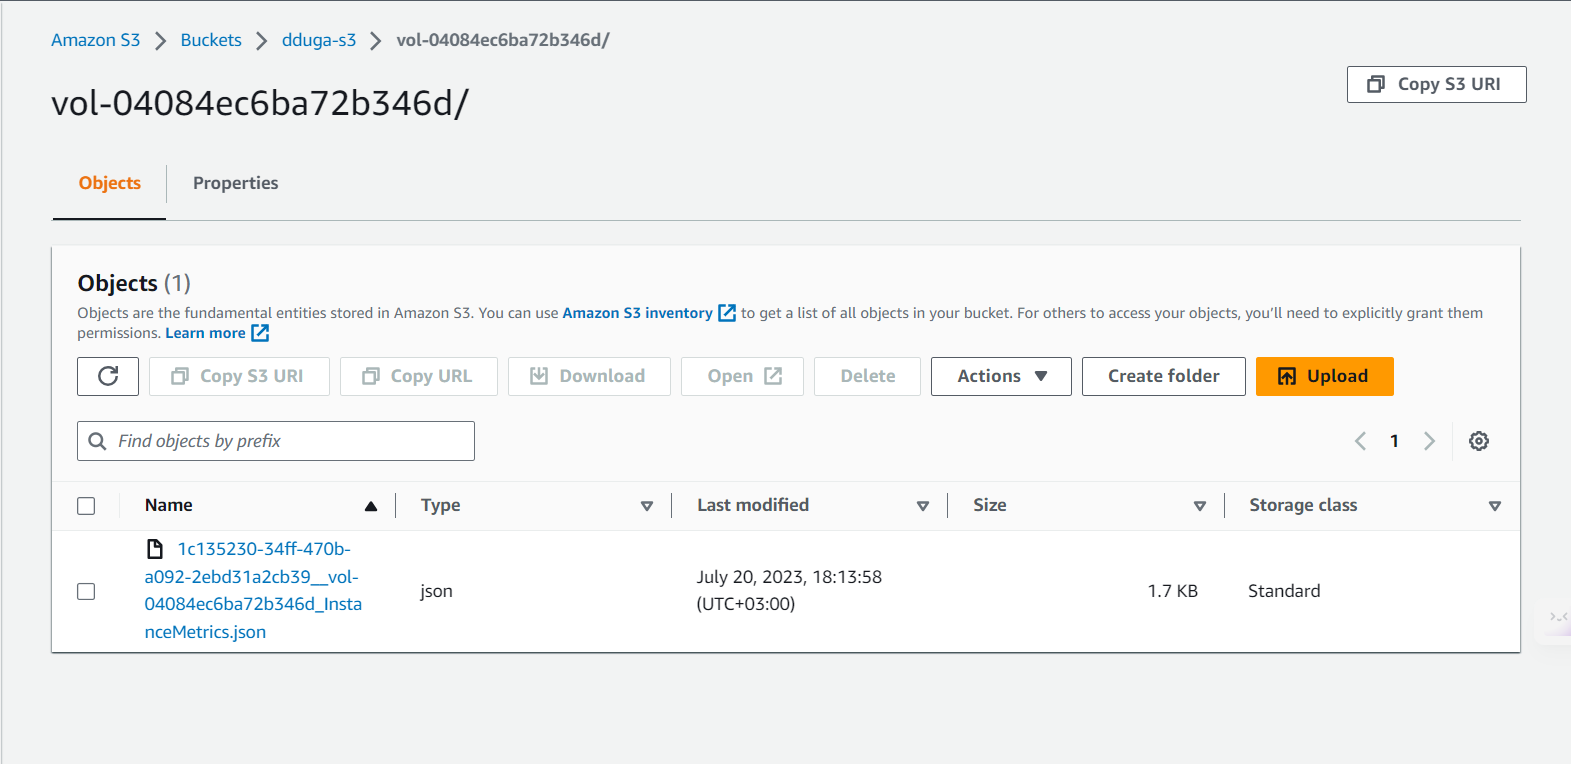 Amazon S3 > Buckets > dduga-s3 > vol-04084ec6ba72b346d/
vol-04084ec6ba72b346d/
Copy S3 URI
Objects
Properties
Objects (1)
Objects are the fundamental entities stored in Amazon S3. You can use Amazon S3 inventory to get a list of all objects in your bucket. For others to access your objects, you'll need to explicitly grant them
permissions. Learn more
Copy S3 URI Copy URL Download Open Delete Actions Create folder Upload
Find objects by prefix
1
Name Type Last modified Size Storage class
1c135230-34ff-470b-
a092-2ebd31a2cb39__vol-
04084ec6ba72b346d_Insta
nceMetrics.json
json
July 20, 2023, 18:13:58
(UTC+03:00)
1.7 KB
Standard